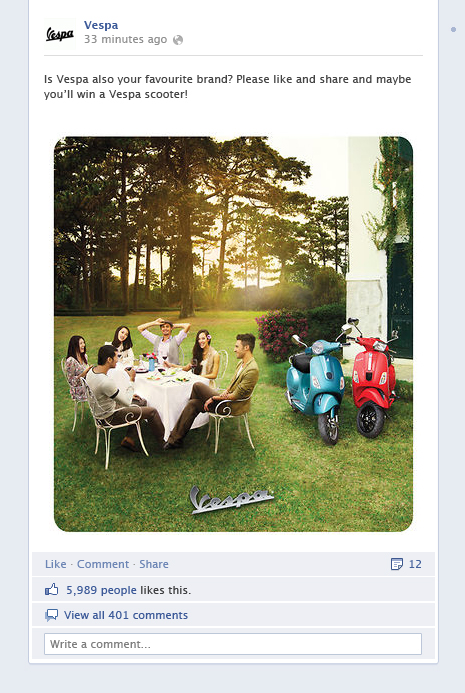 Vespa
Vespa
33 minutes ago
Is Vespa also your favourite brand? Please like and share and maybe
you'll win a Vespa scooter!
Vespa
Like · Comment · Share
12
5,989 people likes this.
View all 401 comments
Write a comment...